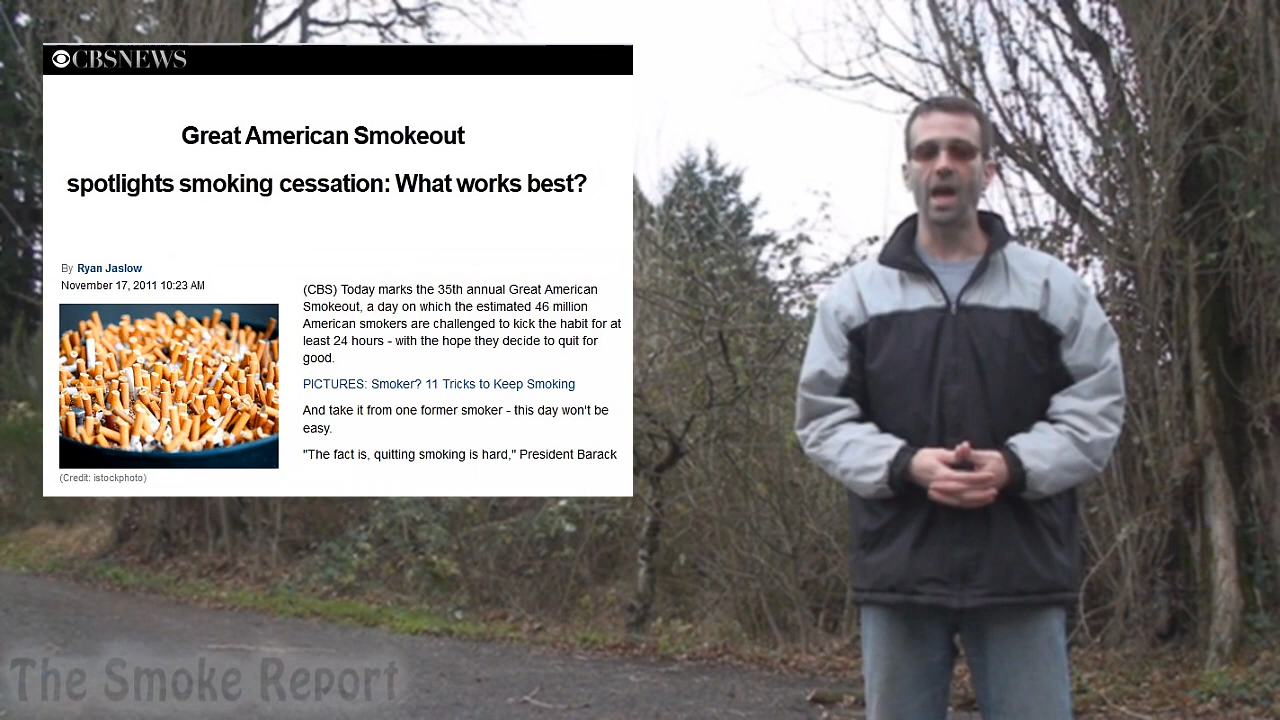 CBSNEWS
Great American Smokeout
spotlights smoking cessation: What works best?
By Ryan Jaslow
November 17, 2011 10:23 AM
(CBS) Today marks the 35th annual Great American
Smokeout, a day on which the estimated 46 million
American smokers are challenged to kick the habit for at
least 24 hours - with the hope they decide to quit for
good.
PICTURES: Smoker? 11 Tricks to Keep Smoking
And take it from one former smoker - this day won't be
easy.
"The fact is, quitting smoking is hard," President Barack
(Credit: istockphoto)
The Smoke Report